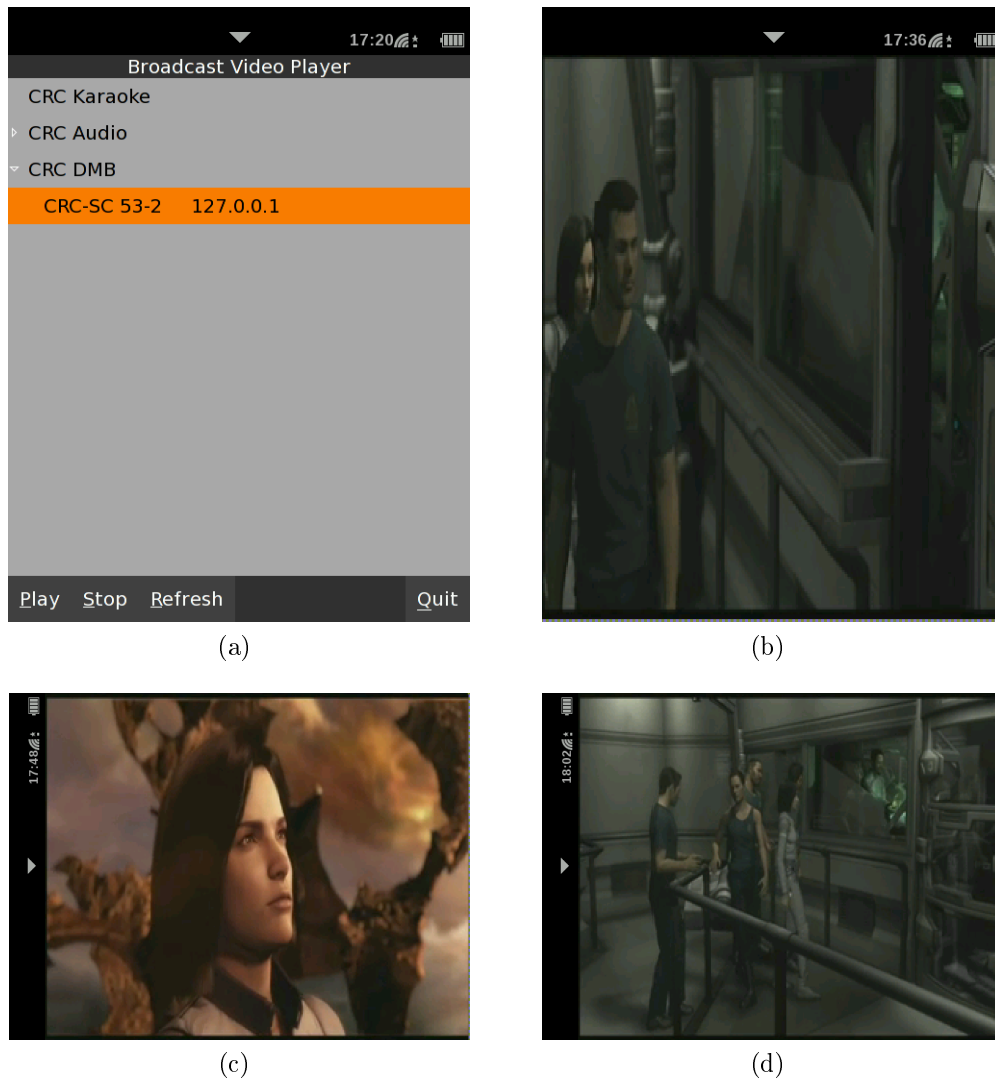 17:20
Broadcast Video Player
CRC Karaoke
CRC Audio
CRC DMB
CRC-SC 53-2 127.0.0.1
Play Stop Refresh Quit
(a)
17:36
(b)
17:48
(c)
18:02
(d)